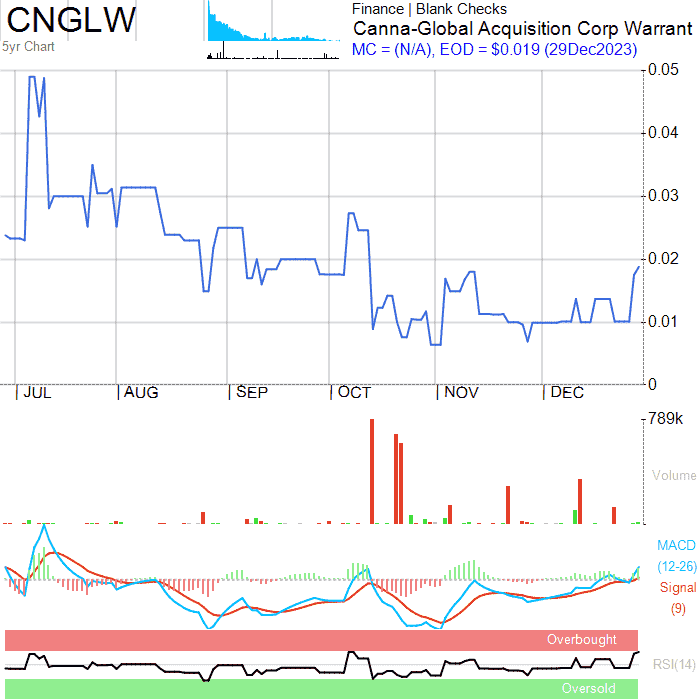 CNGLW
5yr Chart
Finance | Blank Checks
Canna-Global Acquisition Corp Warrant
MC = (N/A), EOD = $0.019 (29Dec2023)
0.05
0.04
0.03
0.02
0.01
0
JUL
AUG
SEP
OCT
NOV
DEC
789k
Volume
MACD
(12-26)
Signal
(9)
Overbought
RSI(14)
Oversold